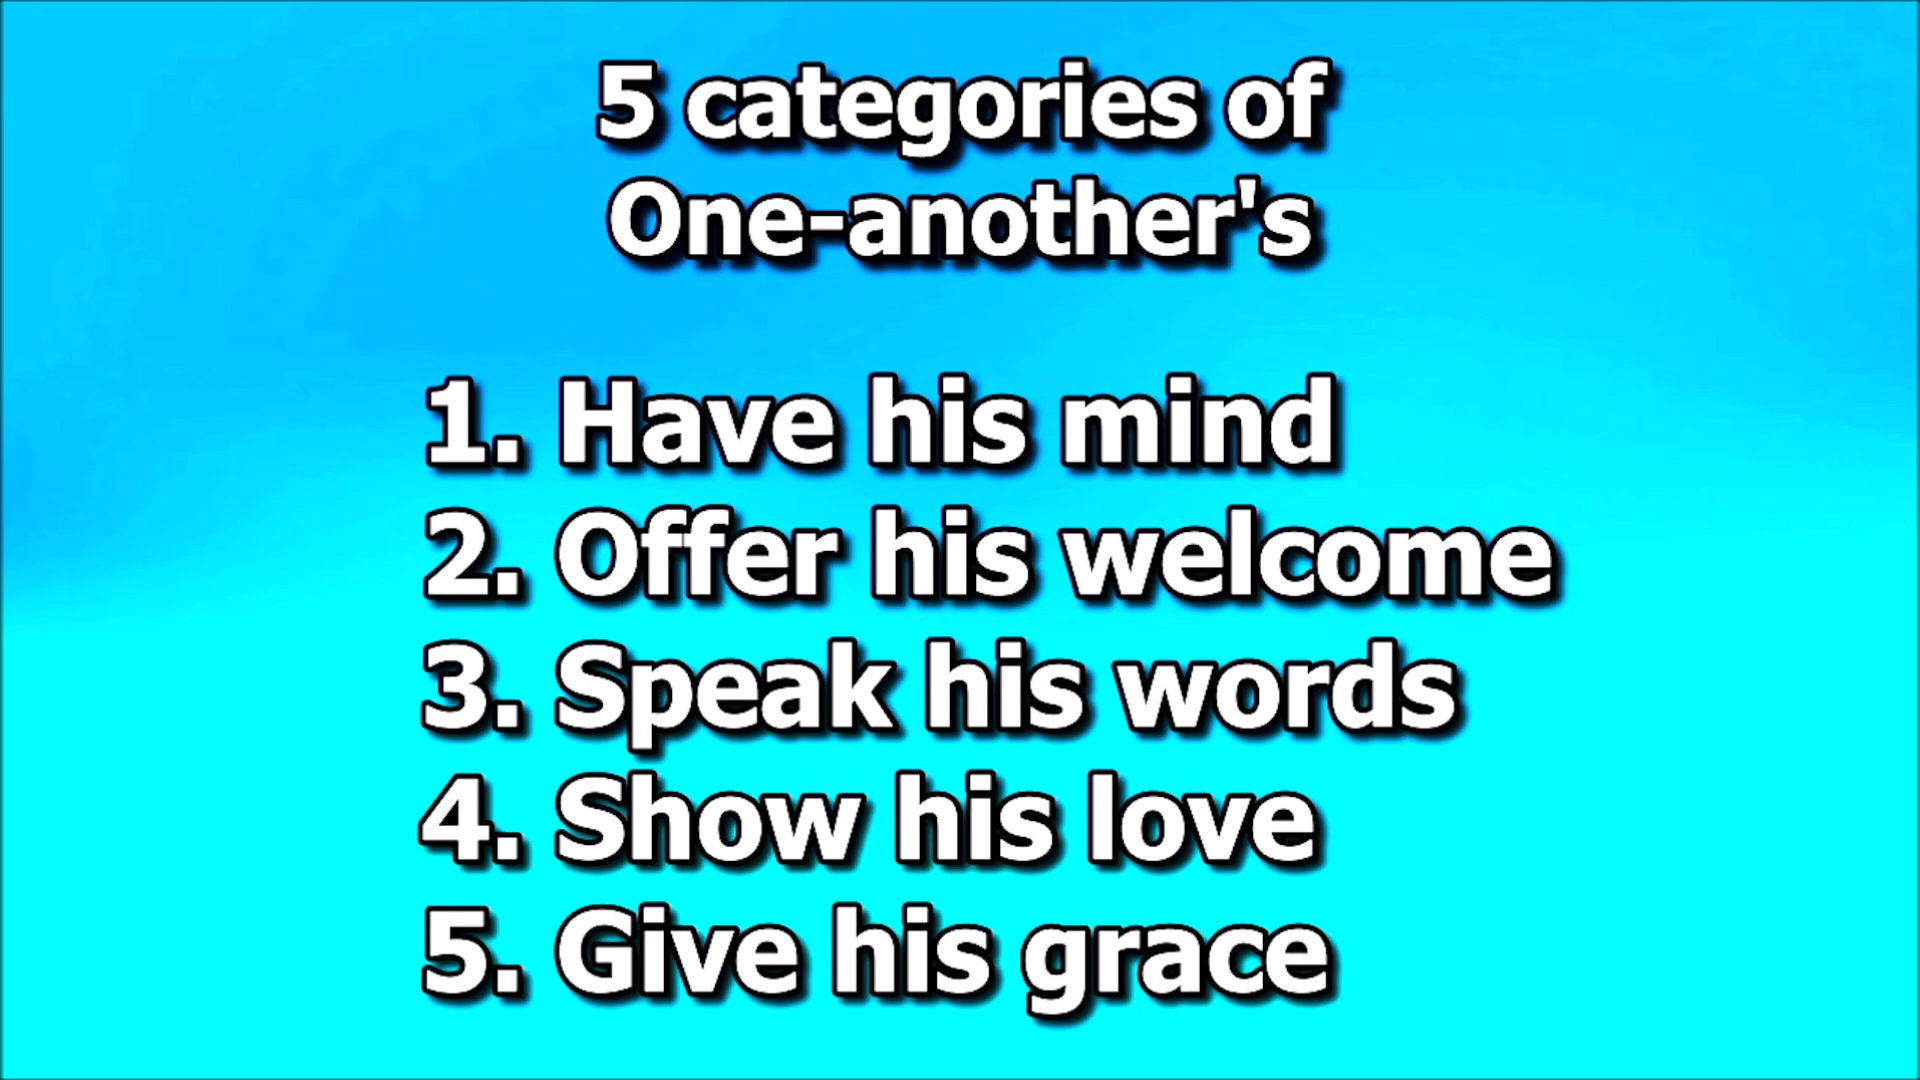 5 categories of
One-another's
1. Have his mind
2. Offer his welcome
3. Speak his words
4. Show his love
5. Give his grace